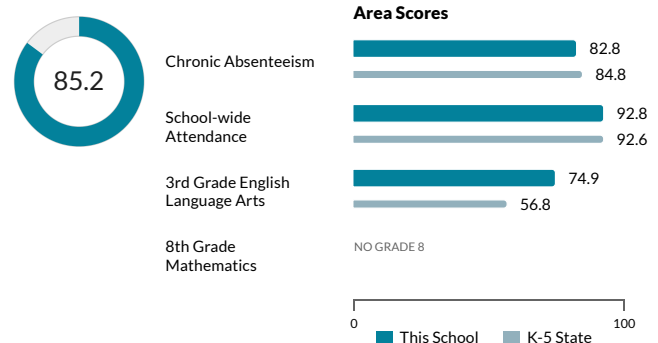 Area Scores
85.2
Chronic Absenteeism
82.8
84.8
School-wide
Attendance
92.8
92.6
3rd Grade English
Language Arts
74.9
56.8
8th Grade
Mathematics
NO GRADE 8
0
100
This School
K-5 State